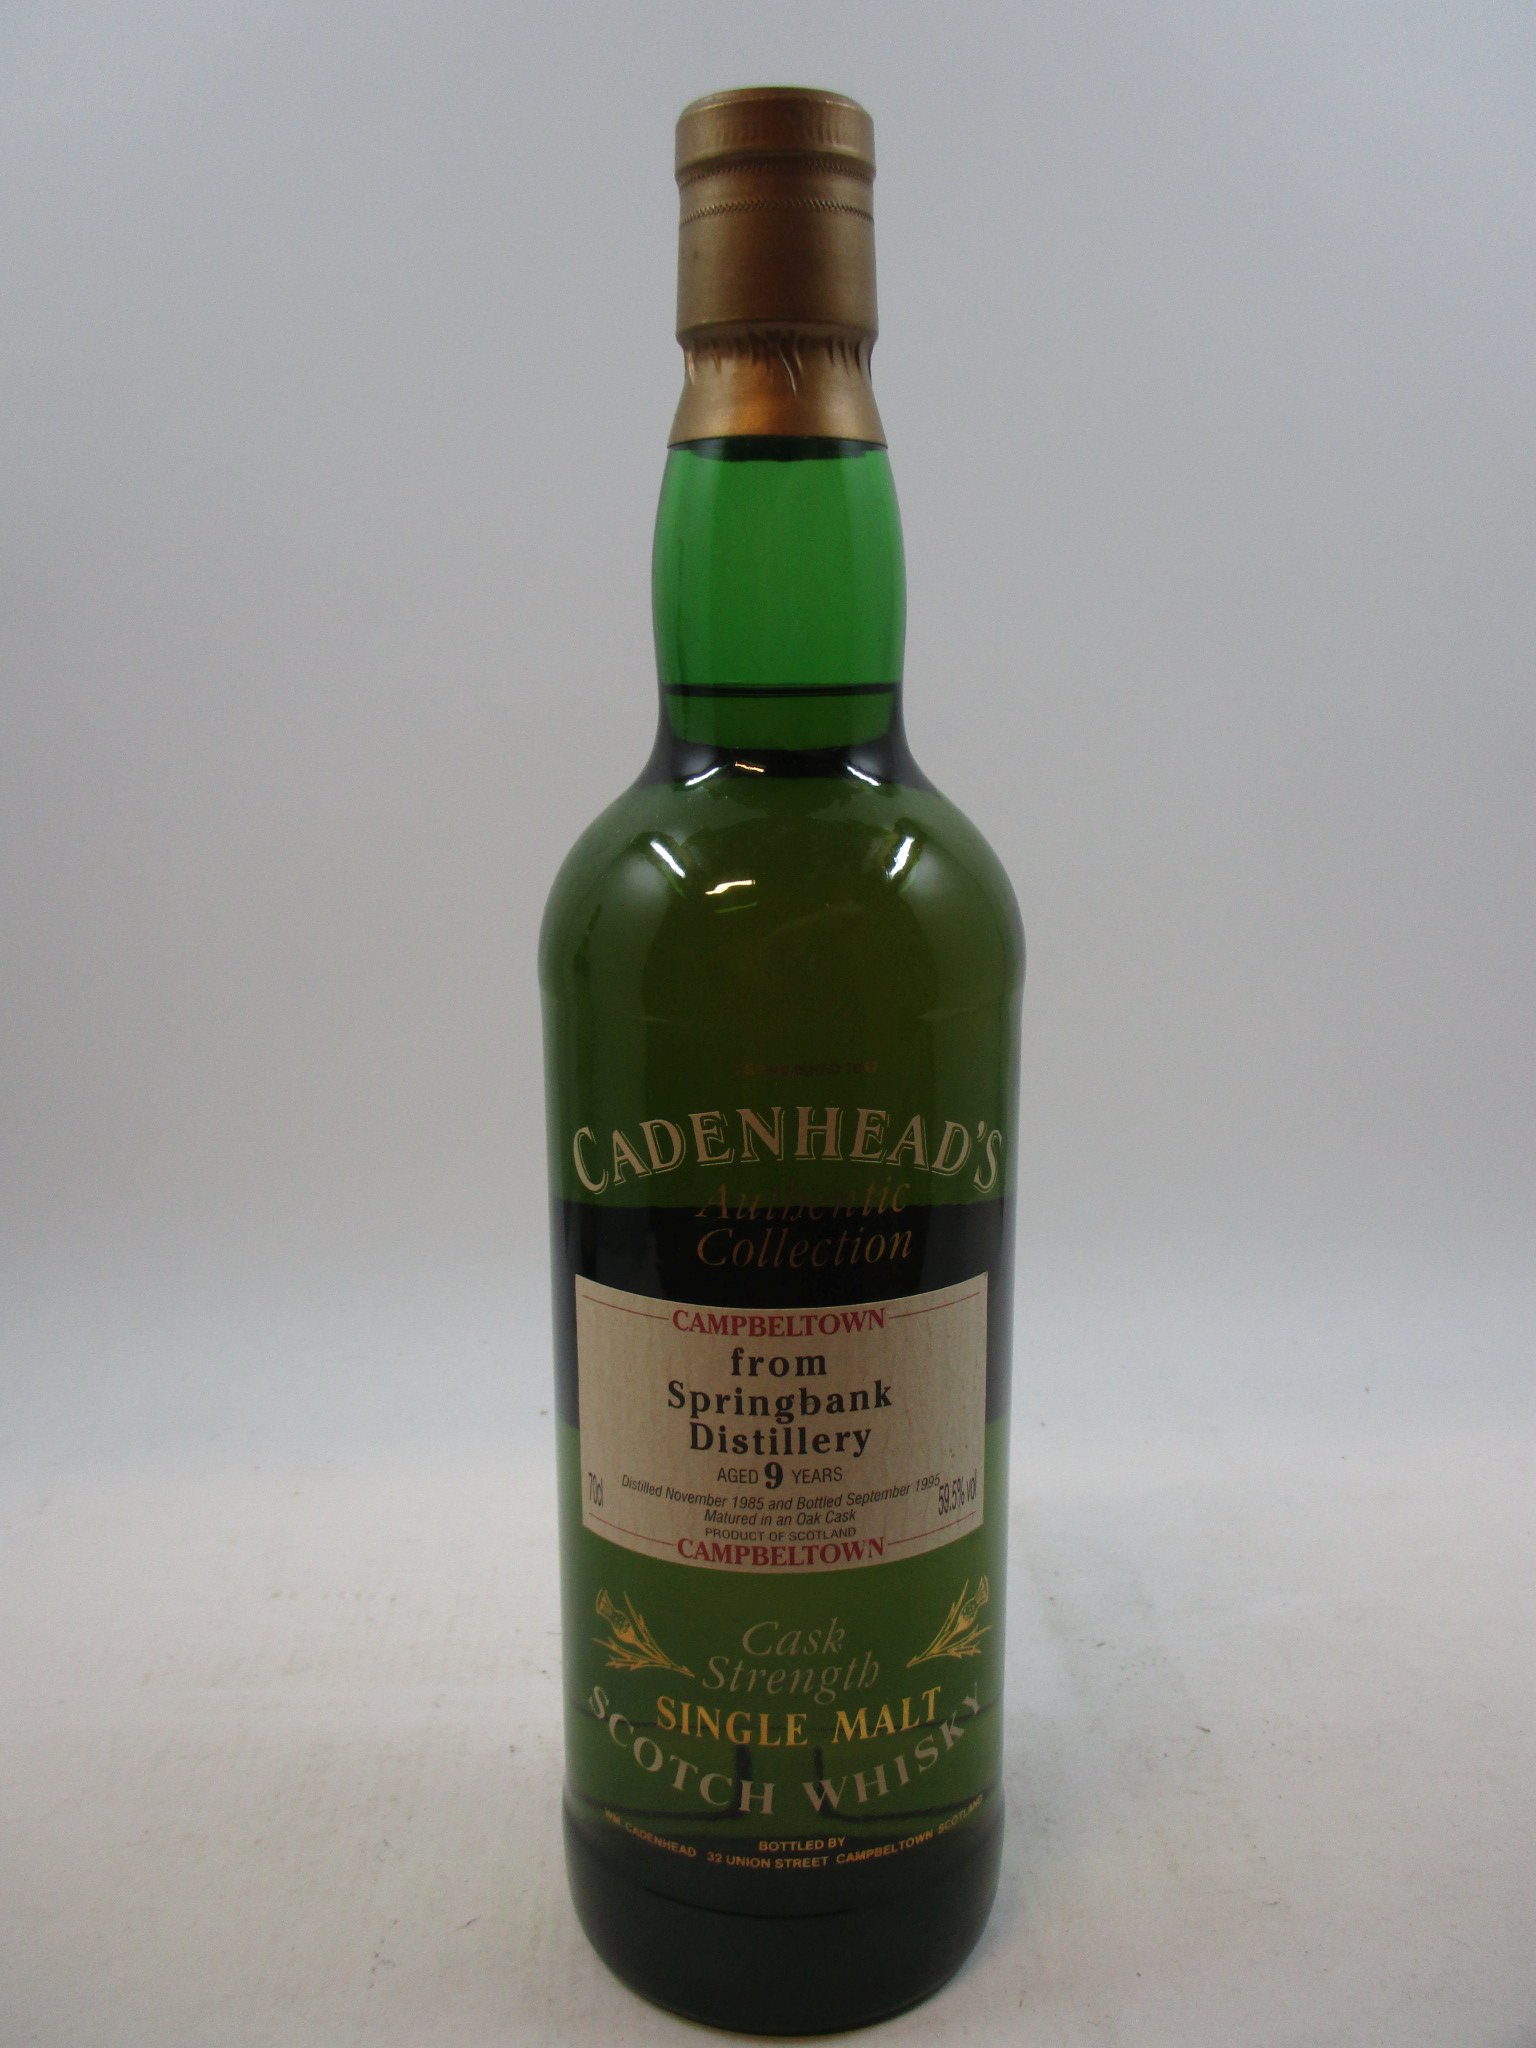 CADENHEAD'S
Authentic
Collection
CAMPBELTOWN
from
Springbank
Distillery
AGED 9 YEARS
70cl
Distilled November 1985 and Bottled September 1995
59.5% vol
Matured in an Oak Cask
PRODUCT OF SCOTLAND
CAMPBELTOWN
Cask
Strength
SINGLE MALT
SCOTCH WHISKY
BOTTLED BY
WM. CADENHEAD 32 UNION STREET CAMPBELTOWN SCOTLAND